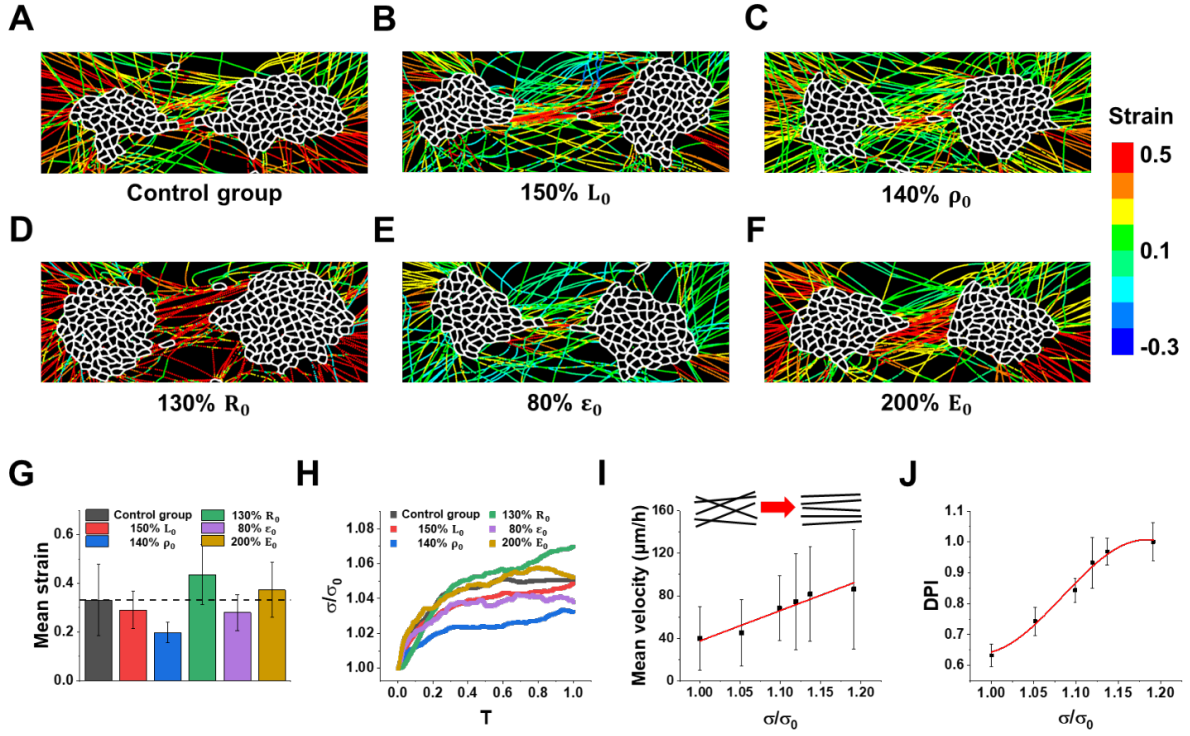 A
B
C
Control group
150% L₀
140% ρ₀
Strain
0.5
0.1
-0.3
D
E
F
130% R₀
80% ε₀
200% E₀
G
Mean strain
0.6
0.4
0.2
0.0
Control group
150% L₀
140% ρ₀
130% R₀
80% ε₀
200% E₀
H
σ/σ₀
1.08
1.06
1.04
1.02
1.00
Control group
150% L₀
140% ρ₀
130% R₀
80% ε₀
200% E₀
0.0 0.2 0.4 0.6 0.8 1.0
T
I
Mean velocity (μm/h)
160
120
80
40
0
1.00 1.05 1.10 1.15 1.20
σ/σ₀
J
DPI
1.1
1.0
0.9
0.8
0.7
0.6
1.00 1.05 1.10 1.15 1.20
σ/σ₀